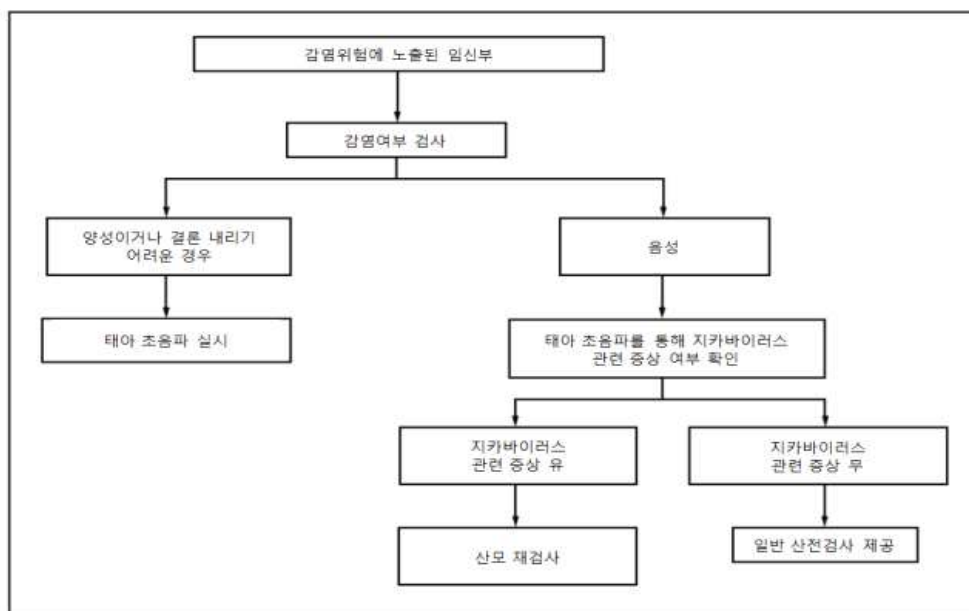 감염위험에 노출된 임신부
감염여부 검사
양성이거나 결론 내리기
어려운 경우
음성
태아 초음파 실시
태아 초음파를 통해 지카바이러스
관련 증상 여부 확인
지카바이러스
관련 증상 유
지카바이러스
관련 증상 무
산모 재검사
일반 산전검사 제공